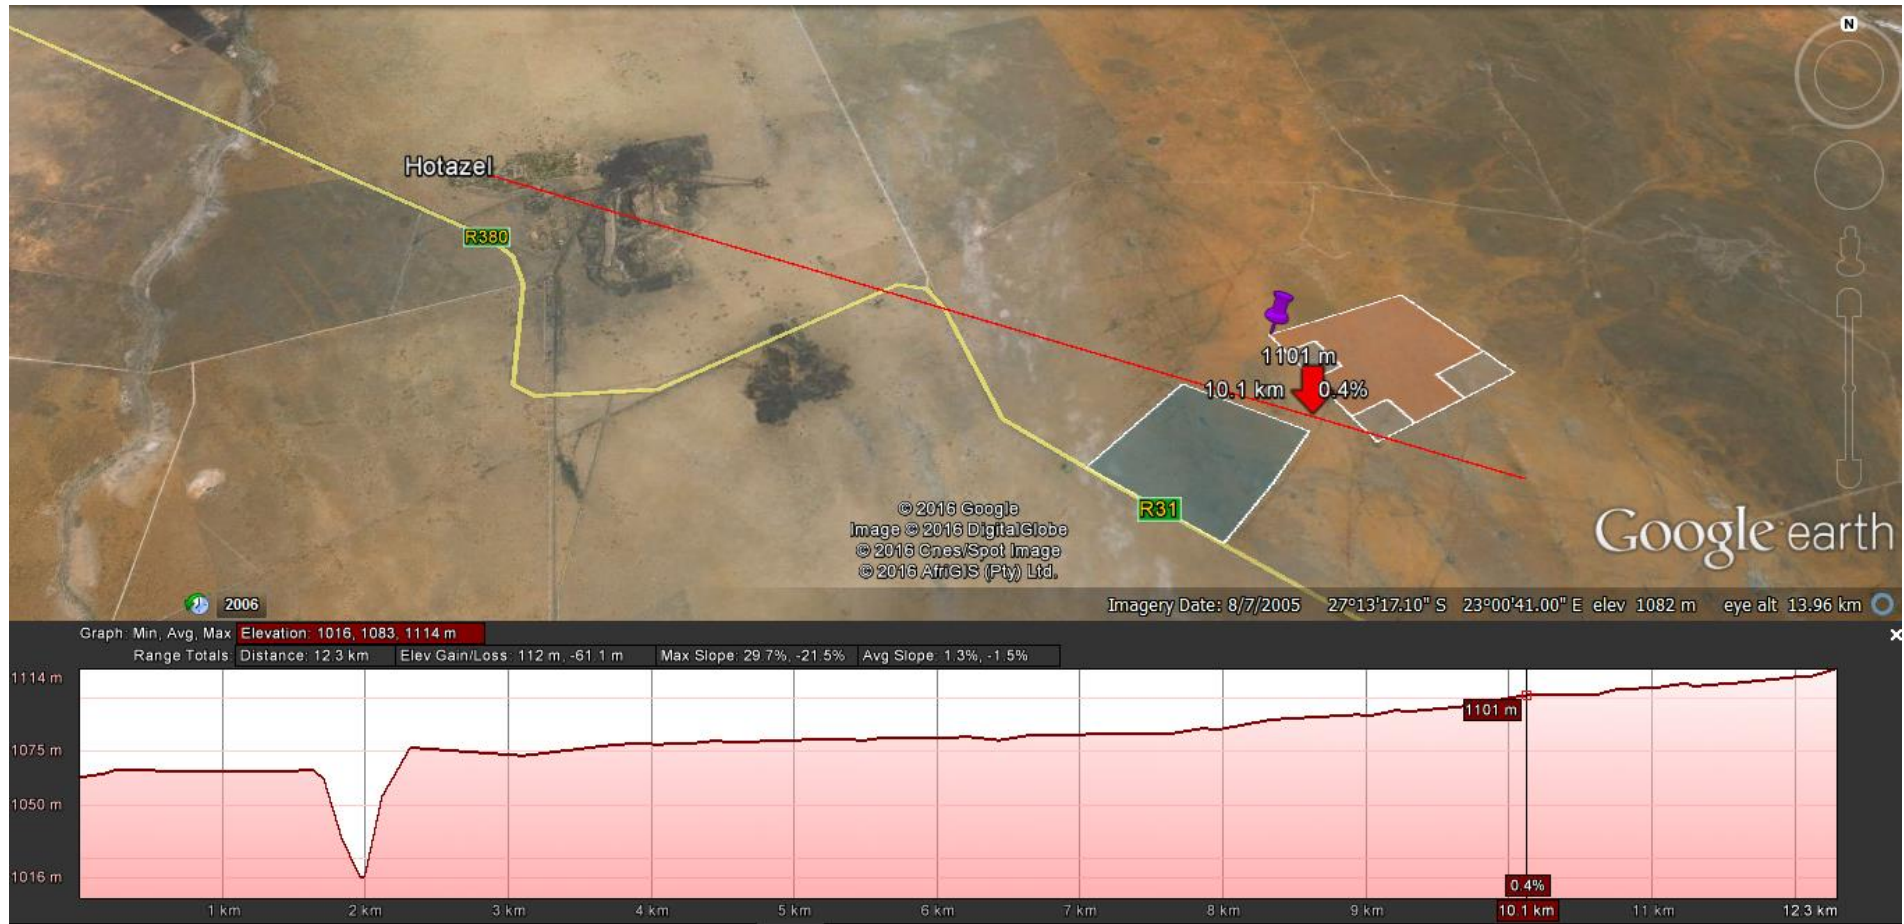 N
Hotazel
R380
1101 m
10.1 km 0.4%
R31
© 2016 Google
Image © 2016 DigitalGlobe
© 2016 Cnes/Spot Image
© 2016 AfriGIS (Pty) Ltd.
Google earth
2006
Imagery Date: 8/7/2005 27°13'17.10" S 23°00'41.00" E elev 1082 m eye alt 13.96 km
Graph: Min, Avg, Max Elevation: 1016, 1083, 1114 m
Range Totals: Distance: 12.3 km Elev Gain/Loss: 112 m, -61.1 m Max Slope: 29.7%, -21.5% Avg Slope: 1.3%, -1.5%
1114 m
1101 m
1075 m
1050 m
1016 m
0.4%
1 km 2 km 3 km 4 km 5 km 6 km 7 km 8 km 9 km 10.1 km 11 km 12.3 km